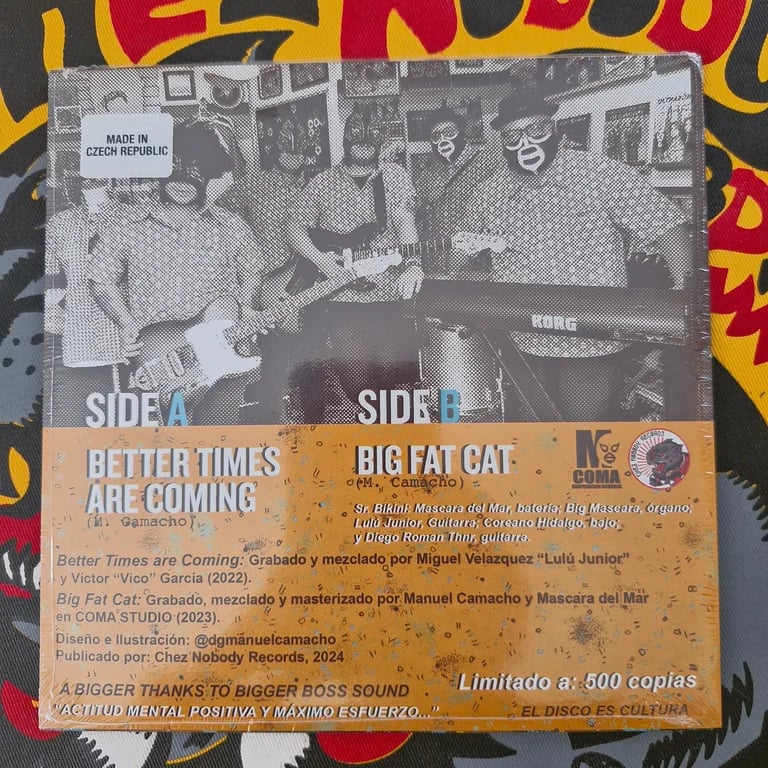 MADE IN
CZECH REPUBLIC
KORG
SIDE A
SIDE B
BETTER TIMES
ARE COMING
(M. Camacho)
BIG FAT CAT
(M. Camacho)
COMA
Sr. Bikini: Mascara del Mar, bateria; Big Mascara, órgano;
Lulú Junior, Guitarra; Coreano Hidalgo, bajo;
y Diego Roman Thnr, guitarra.
Better Times are Coming: Grabado y mezclado por Miguel Velazquez "Lulú Junior"
y Victor "Vico" García (2022).
Big Fat Cat: Grabado, mezclado y masterizado por Manuel Camacho y Mascara del Mar
en COMA STUDIO (2023).
Diseño e Ilustración: @dgmanuelcamacho
Publicado por: Chez Nobody Records, 2024
Limitado a: 500 copias
A BIGGER THANKS TO BIGGER BOSS SOUND
"ACTITUD MENTAL POSITIVA Y MÁXIMO ESFUERZO..."
EL DISCO ES CULTURA